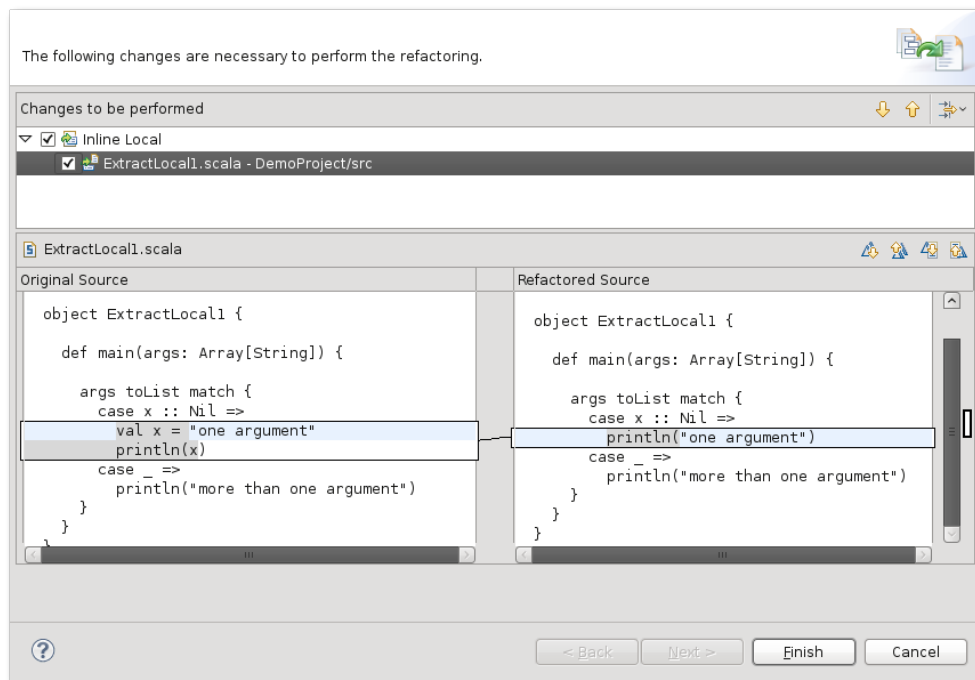 The following changes are necessary to perform the refactoring.
Changes to be performed
Inline Local
ExtractLocal1.scala - DemoProject/src
ExtractLocal1.scala
Original Source
object ExtractLocal1 {
def main(args: Array[String]) {
args toList match {
case x :: Nil =>
val x = "one argument"
println(x)
case _ =>
println("more than one argument")
}
}
}
Refactored Source
object ExtractLocal1 {
def main(args: Array[String]) {
args toList match {
case x :: Nil =>
println("one argument")
case _ =>
println("more than one argument")
}
}
}
< Back
Next >
Finish
Cancel